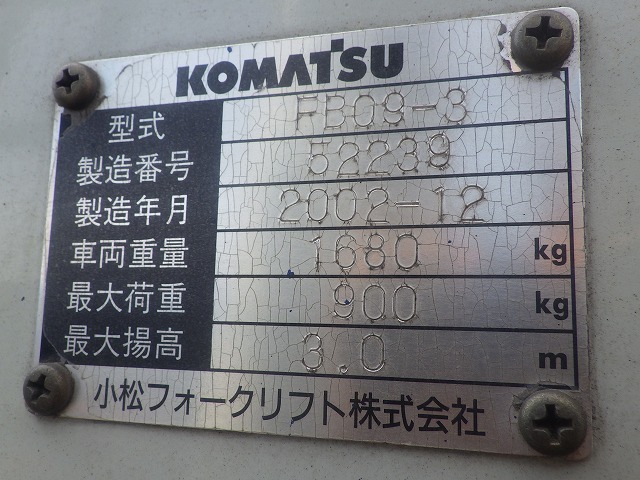 KOMATSU
型式 FB09-3
製造番号 52239
製造年月 2002-12
車両重量 1680 kg
最大荷重 900 kg
最大揚高 3.0 m
小松フォークリフト株式会社